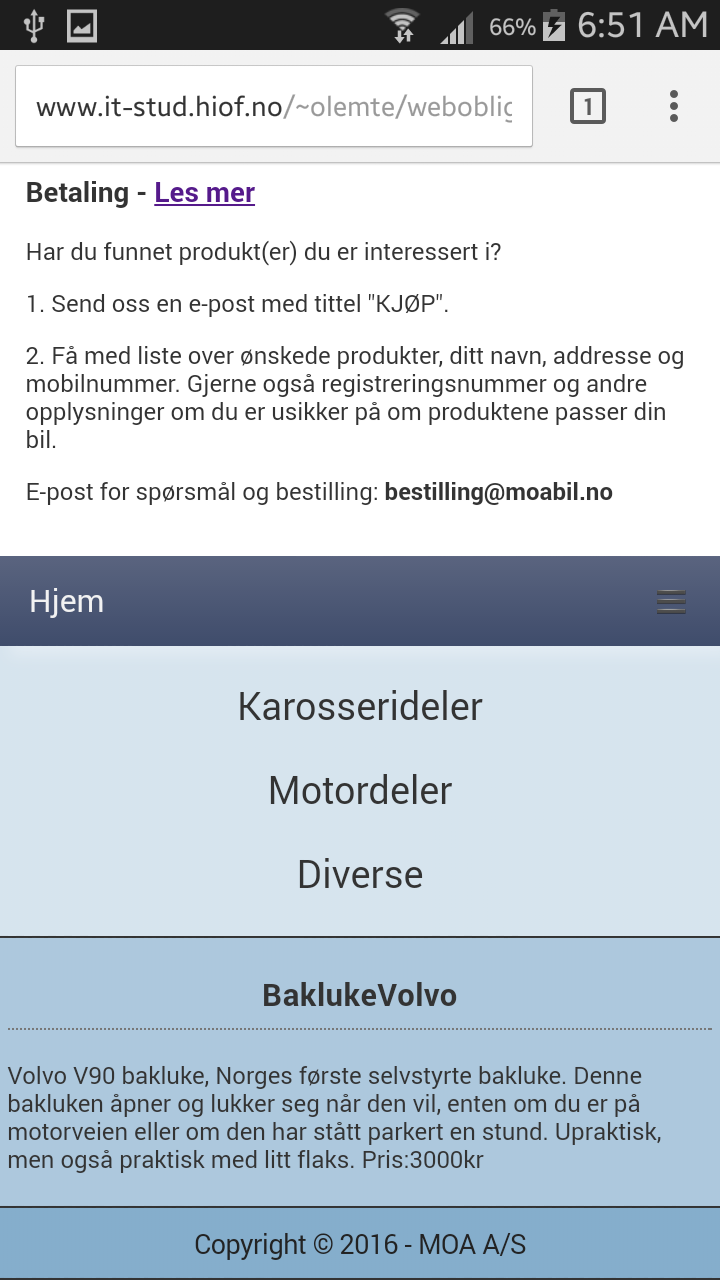 66% 6:51 AM
www.it-stud.hiof.no/~olemte/weboblig
1
Betaling - Les mer
Har du funnet produkt(er) du er interessert i?
1. Send oss en e-post med tittel "KJØP".
2. Få med liste over ønskede produkter, ditt navn, addresse og
mobilnummer. Gjerne også registreringsnummer og andre
opplysninger om du er usikker på om produktene passer din
bil.
E-post for spørsmål og bestilling: bestilling@moabil.no
Hjem
Karosserideler
Motordeler
Diverse
BaklukeVolvo
Volvo V90 bakluke, Norges første selvstyrte bakluke. Denne
bakluken åpner og lukker seg når den vil, enten om du er på
motorveien eller om den har stått parkert en stund. Upraktisk,
men også praktisk med litt flaks. Pris:3000kr
Copyright © 2016 - MOA A/S